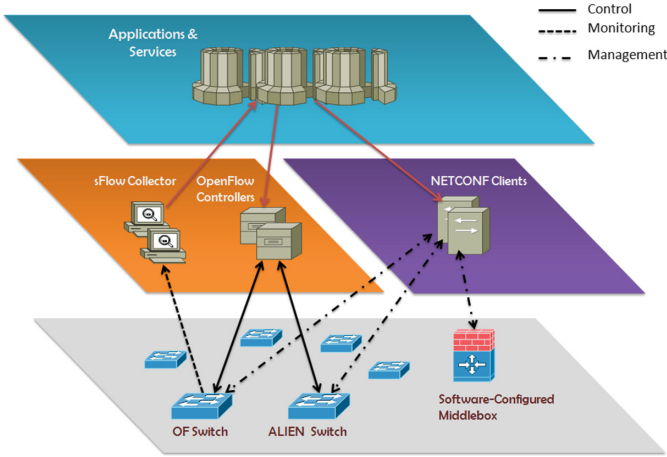 Control
Monitoring
Management
Applications &
Services
sFlow Collector
OpenFlow
Controllers
NETCONF Clients
OF Switch
ALIEN Switch
Software-Configured
Middlebox